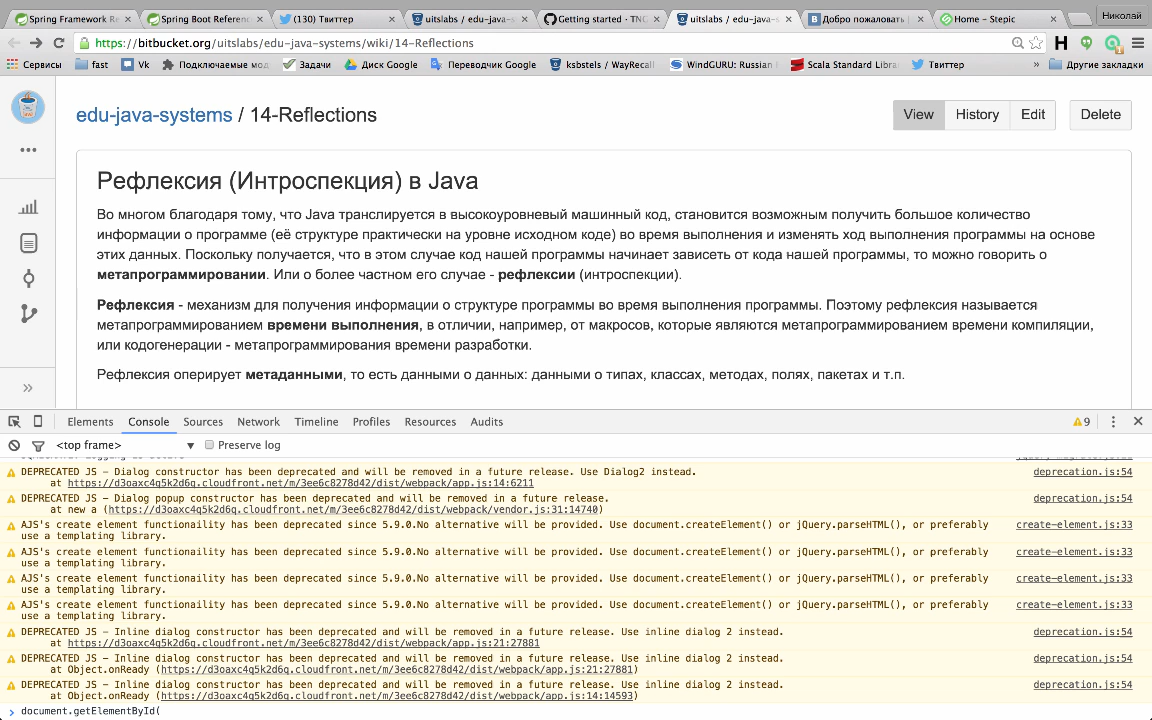 Spring Framework R
Spring Boot Referenc
(130) Твиттер
uitslabs / edu-java-s
Getting started · TNG
uitslabs / edu-java-s
Добро пожаловать |
Home – Stepic
Николай
https://bitbucket.org/uitslabs/edu-java-systems/wiki/14-Reflections
Сервисы
fast
Vk
Подключаемые мод
Задачи
Диск Google
Переводчик Google
ksbstels / WayRecall
WindGURU: Russian
Scala Standard Libra
Твиттер
»
Другие закладки
edu-java-systems / 14-Reflections
View
History
Edit
Delete
Рефлексия (Интроспекция) в Java
Во многом благодаря тому, что Java транслируется в высокоуровневый машинный код, становится возможным получить большое количество
информации о программе (её структуре практически на уровне исходном коде) во время выполнения и изменять ход выполнения программы на основе
этих данных. Поскольку получается, что в этом случае код нашей программы начинает зависеть от кода нашей программы, то можно говорить о
метапрограммировании. Или о более частном его случае - рефлексии (интроспекции).
Рефлексия - механизм для получения информации о структуре программы во время выполнения программы. Поэтому рефлексия называется
метапрограммированием времени выполнения, в отличии, например, от макросов, которые являются метапрограммированием времени компиляции,
или кодогенерации - метапрограммирования времени разработки.
Рефлексия оперирует метаданными, то есть данными о данных: данными о типах, классах, методах, полях, пакетах и т.п.
Elements
Console
Sources
Network
Timeline
Profiles
Resources
Audits
9
<top frame>
Preserve log
DEPRECATED JS – Dialog constructor has been deprecated and will be removed in a future release. Use Dialog2 instead.
deprecation.js:54
at https://d3oaxc4q5k2d6q.cloudfront.net/m/3ee6c8278d42/dist/webpack/app.js:14:6211
DEPRECATED JS – Dialog popup constructor has been deprecated and will be removed in a future release.
deprecation.js:54
at new a (https://d3oaxc4q5k2d6q.cloudfront.net/m/3ee6c8278d42/dist/webpack/vendor.js:31:14740)
AJS's create element functionaility has been deprecated since 5.9.0.No alternative will be provided. Use document.createElement() or jQuery.parseHTML(), or preferably
create-element.js:33
use a templating library.
AJS's create element functionaility has been deprecated since 5.9.0.No alternative will be provided. Use document.createElement() or jQuery.parseHTML(), or preferably
create-element.js:33
use a templating library.
AJS's create element functionaility has been deprecated since 5.9.0.No alternative will be provided. Use document.createElement() or jQuery.parseHTML(), or preferably
create-element.js:33
use a templating library.
AJS's create element functionaility has been deprecated since 5.9.0.No alternative will be provided. Use document.createElement() or jQuery.parseHTML(), or preferably
create-element.js:33
use a templating library.
DEPRECATED JS – Inline dialog constructor has been deprecated and will be removed in a future release. Use inline dialog 2 instead.
deprecation.js:54
at https://d3oaxc4q5k2d6q.cloudfront.net/m/3ee6c8278d42/dist/webpack/app.js:21:27881
DEPRECATED JS – Inline dialog constructor has been deprecated and will be removed in a future release. Use inline dialog 2 instead.
deprecation.js:54
at Object.onReady (https://d3oaxc4q5k2d6q.cloudfront.net/m/3ee6c8278d42/dist/webpack/app.js:21:27881)
DEPRECATED JS – Inline dialog constructor has been deprecated and will be removed in a future release. Use inline dialog 2 instead.
deprecation.js:54
at Object.onReady (https://d3oaxc4q5k2d6q.cloudfront.net/m/3ee6c8278d42/dist/webpack/app.js:14:14593)
document.getElementById(